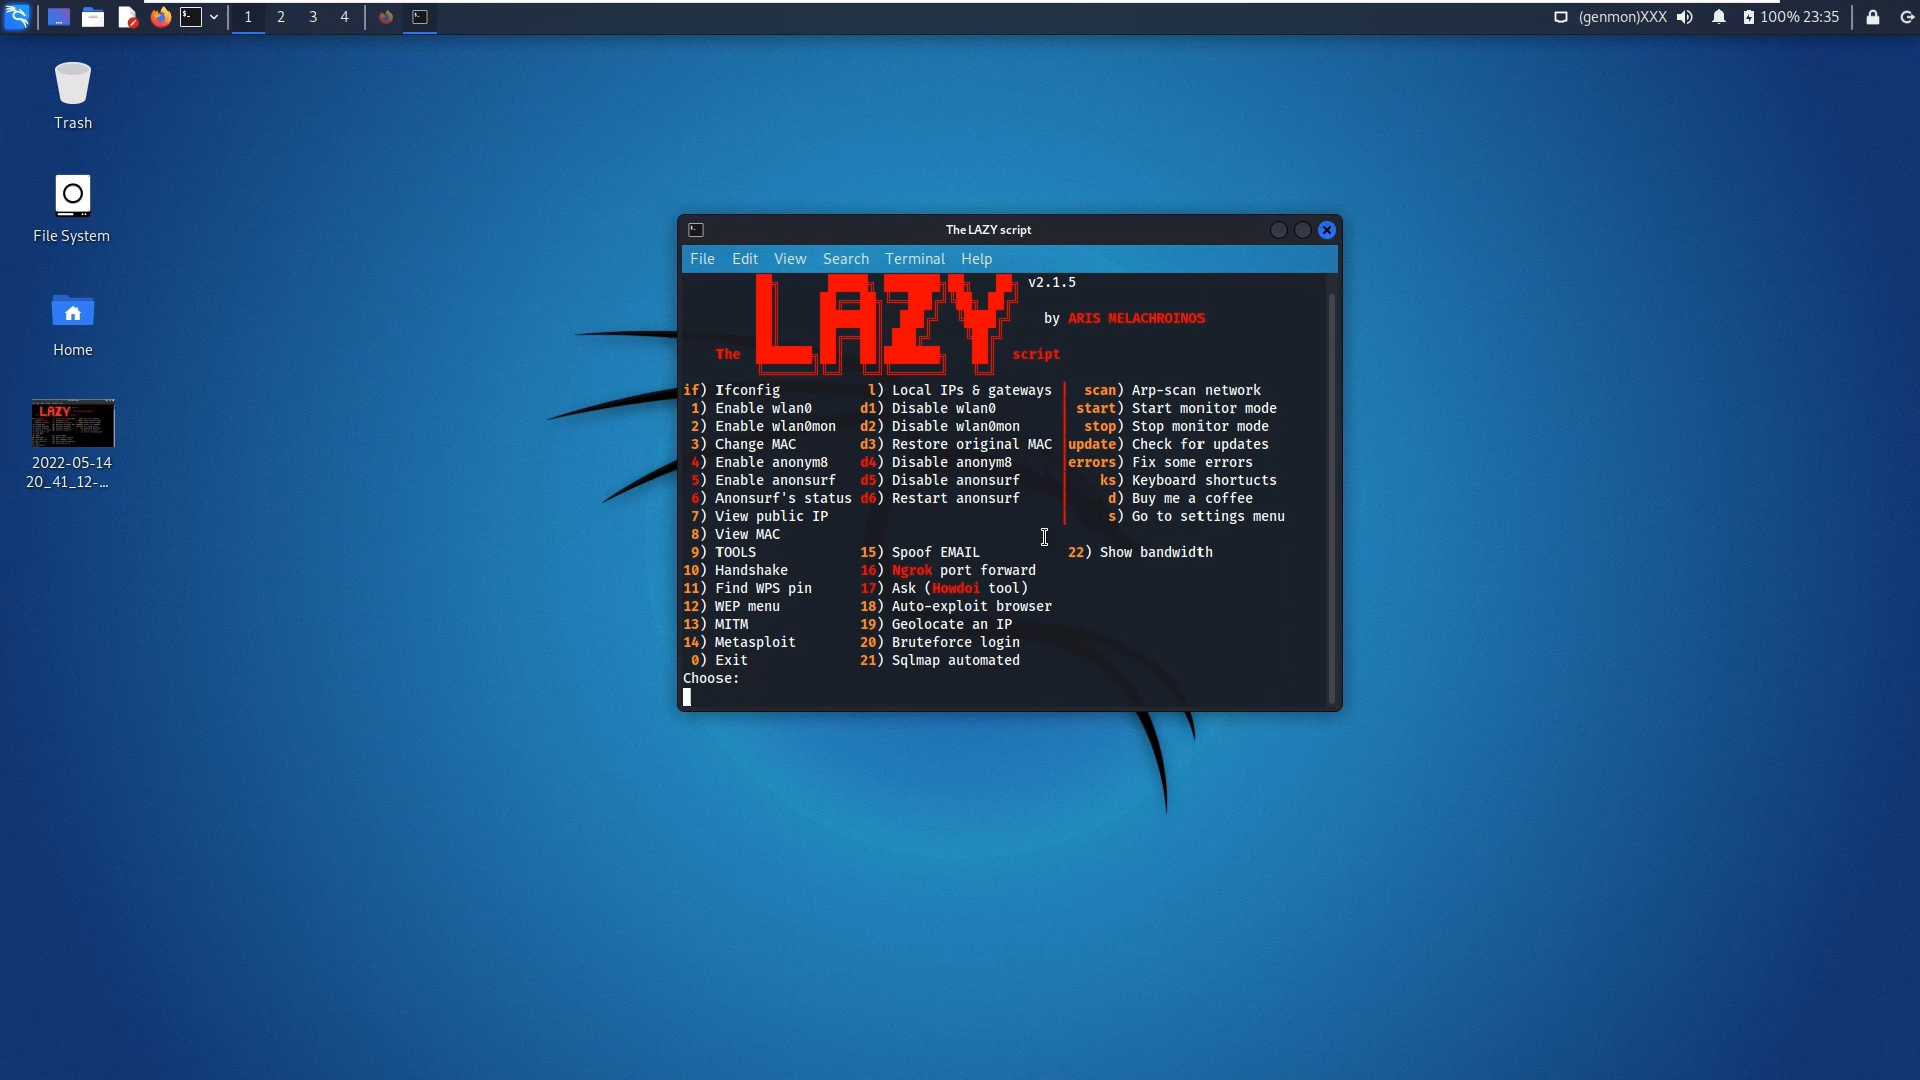 1 2 3 4 (genmon)XXX 100% 23:35
Trash
File System
Home
2022-05-14
20_41_12-...
The LAZY script
File Edit View Search Terminal Help
LAZY v2.1.5
by ARIS MELACHROINOS
The script
if) Ifconfig l) Local IPs & gateways scan) Arp-scan network
1) Enable wlan0 d1) Disable wlan0 start) Start monitor mode
2) Enable wlan0mon d2) Disable wlan0mon stop) Stop monitor mode
3) Change MAC d3) Restore original MAC update) Check for updates
4) Enable anonym8 d4) Disable anonym8 errors) Fix some errors
5) Enable anonsurf d5) Disable anonsurf ks) Keyboard shortucts
6) Anonsurf's status d6) Restart anonsurf d) Buy me a coffee
7) View public IP s) Go to settings menu
8) View MAC
9) TOOLS 15) Spoof EMAIL 22) Show bandwidth
10) Handshake 16) Ngrok port forward
11) Find WPS pin 17) Ask (Howdoi tool)
12) WEP menu 18) Auto-exploit browser
13) MITM 19) Geolocate an IP
14) Metasploit 20) Bruteforce login
0) Exit 21) Sqlmap automated
Choose: